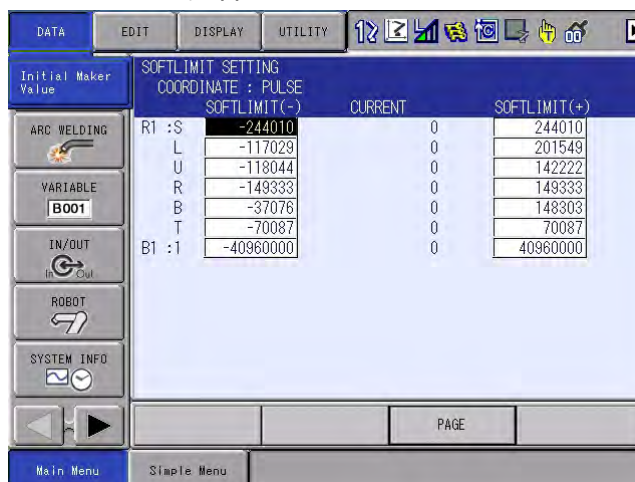 DATA EDIT DISPLAY UTILITY
Initial Maker
Value
SOFTLIMIT SETTING
COORDINATE : PULSE
SOFTLIMIT(-) CURRENT SOFTLIMIT(+)
R1 :S -244010 0 244010
L -117029 0 201549
U -118044 0 142222
R -149333 0 149333
B -37076 0 148303
T -70087 0 70087
B1 :1 -40960000 0 40960000
ARC WELDING
VARIABLE
B001
IN/OUT
In Out
ROBOT
SYSTEM INFO
PAGE
Main Menu Simple Menu